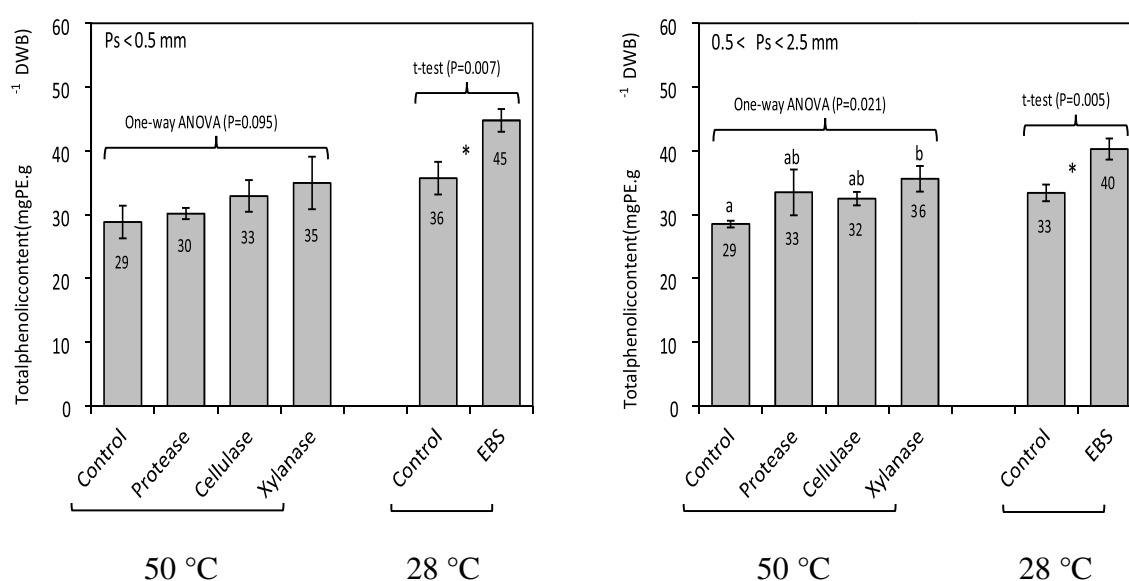 60
50
40
30
20
10
0
Totalphenoliccontent(mgPE.g -1 DWB)
Ps < 0.5 mm
t-test (P=0.007)
One-way ANOVA (P=0.095)
*
29
30
33
35
36
45
Control
Protease
Cellulase
Xylanase
Control
EBS
50 °C
28 °C
60
50
40
30
20
10
0
Totalphenoliccontent(mgPE.g -1 DWB)
0.5 < Ps < 2.5 mm
One-way ANOVA (P=0.021)
t-test (P=0.005)
a
ab
ab
b
*
29
33
32
36
33
40
Control
Protease
Cellulase
Xylanase
Control
EBS
50 °C
28 °C